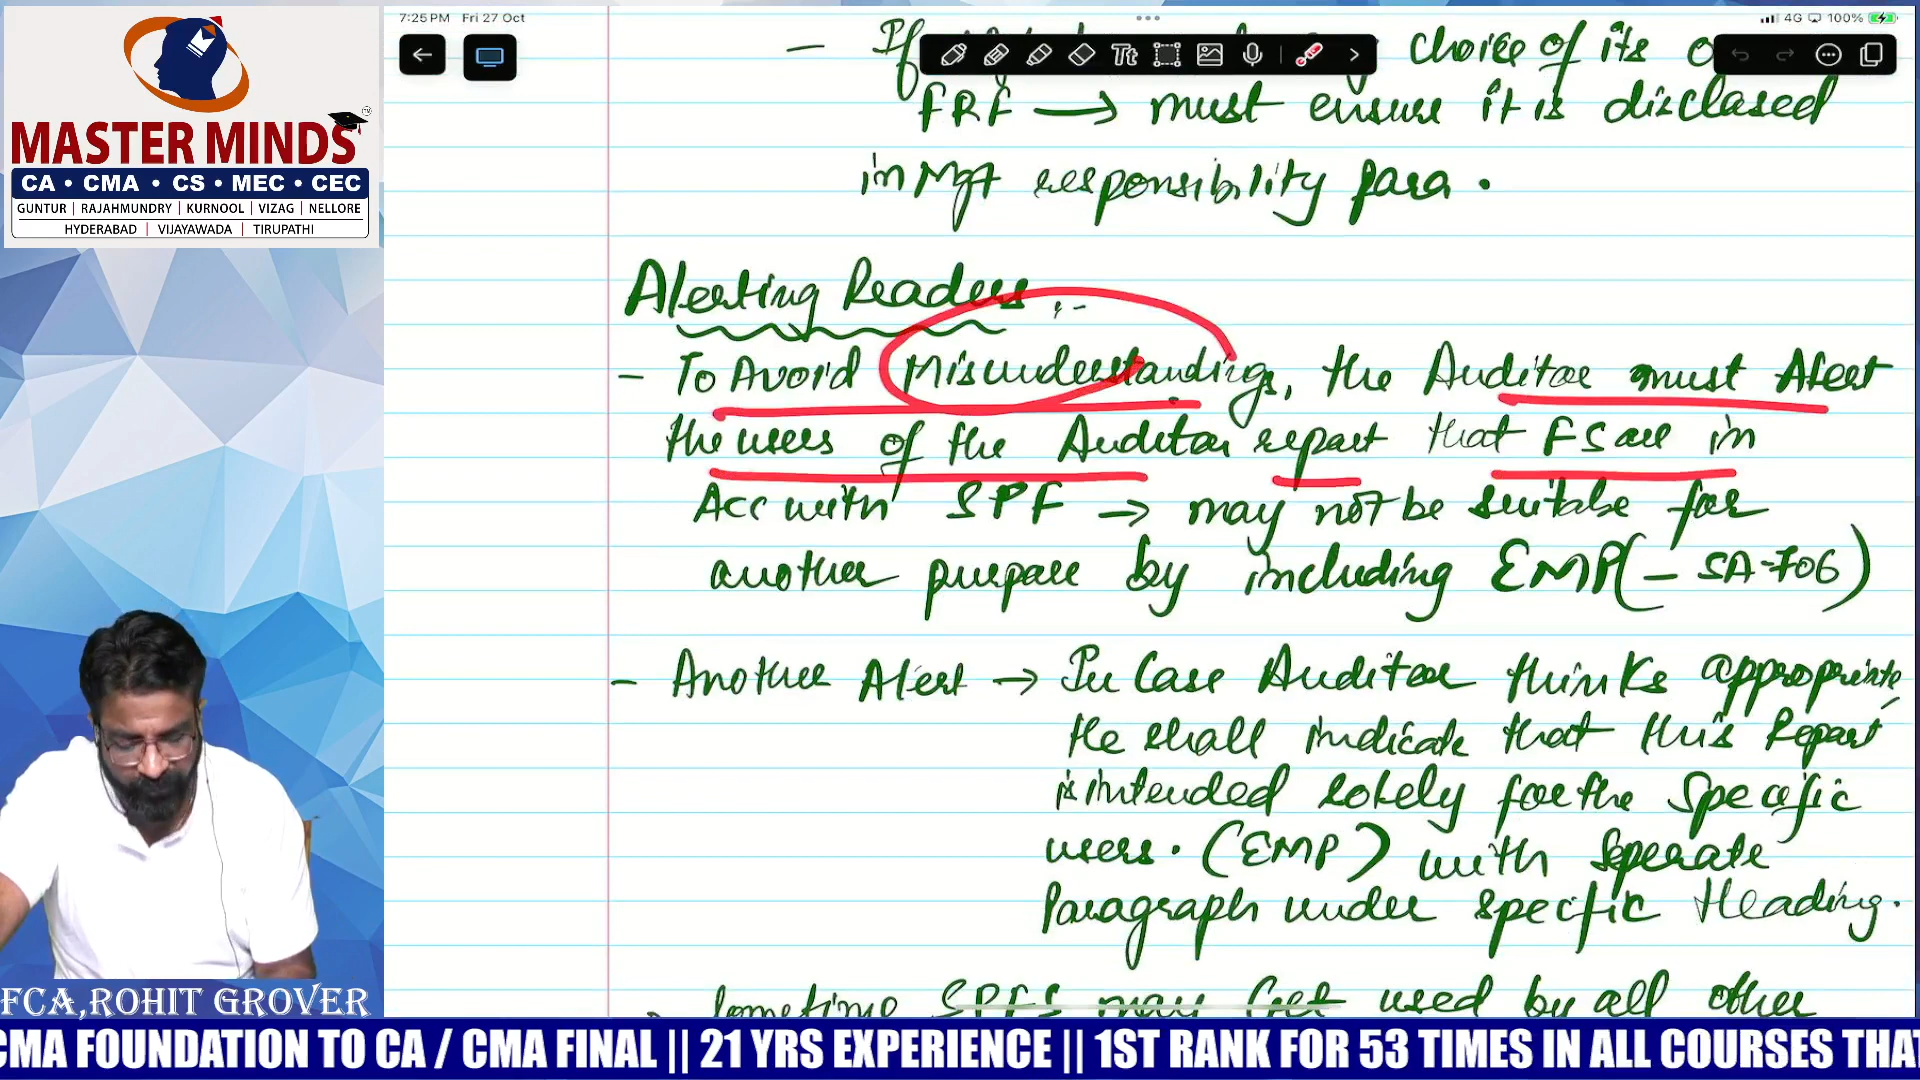 7:25 PM Fri 27 Oct
4G 100%
MASTER MINDS
CA • CMA • CS • MEC • CEC
GUNTUR | RAJAHMUNDRY | KURNOOL | VIZAG | NELLORE
HYDERABAD | VIJAYAWADA | TIRUPATHI
Tt
– If choice of its
FRF → must ensure it is disclased
in Mgt responsibility para.
Alerting Readers :-
– To Avoid Misunderstandings, the Auditor must Alert
the users of the Auditor report that FS are in
Acc with SPF → may not be suitabe for
another purpose by including EMP (– SA-706)
– Another Alert → In Case Auditor thinks appropriate,
He shall indicate that this Report
is intended solely for the Specific
users. (EMP) with Seperate
Paragraph under specific Heading.
Sometime SPFS may Get used by all other
FCA,ROHIT GROVER
CMA FOUNDATION TO CA / CMA FINAL || 21 YRS EXPERIENCE || 1ST RANK FOR 53 TIMES IN ALL COURSES THAT